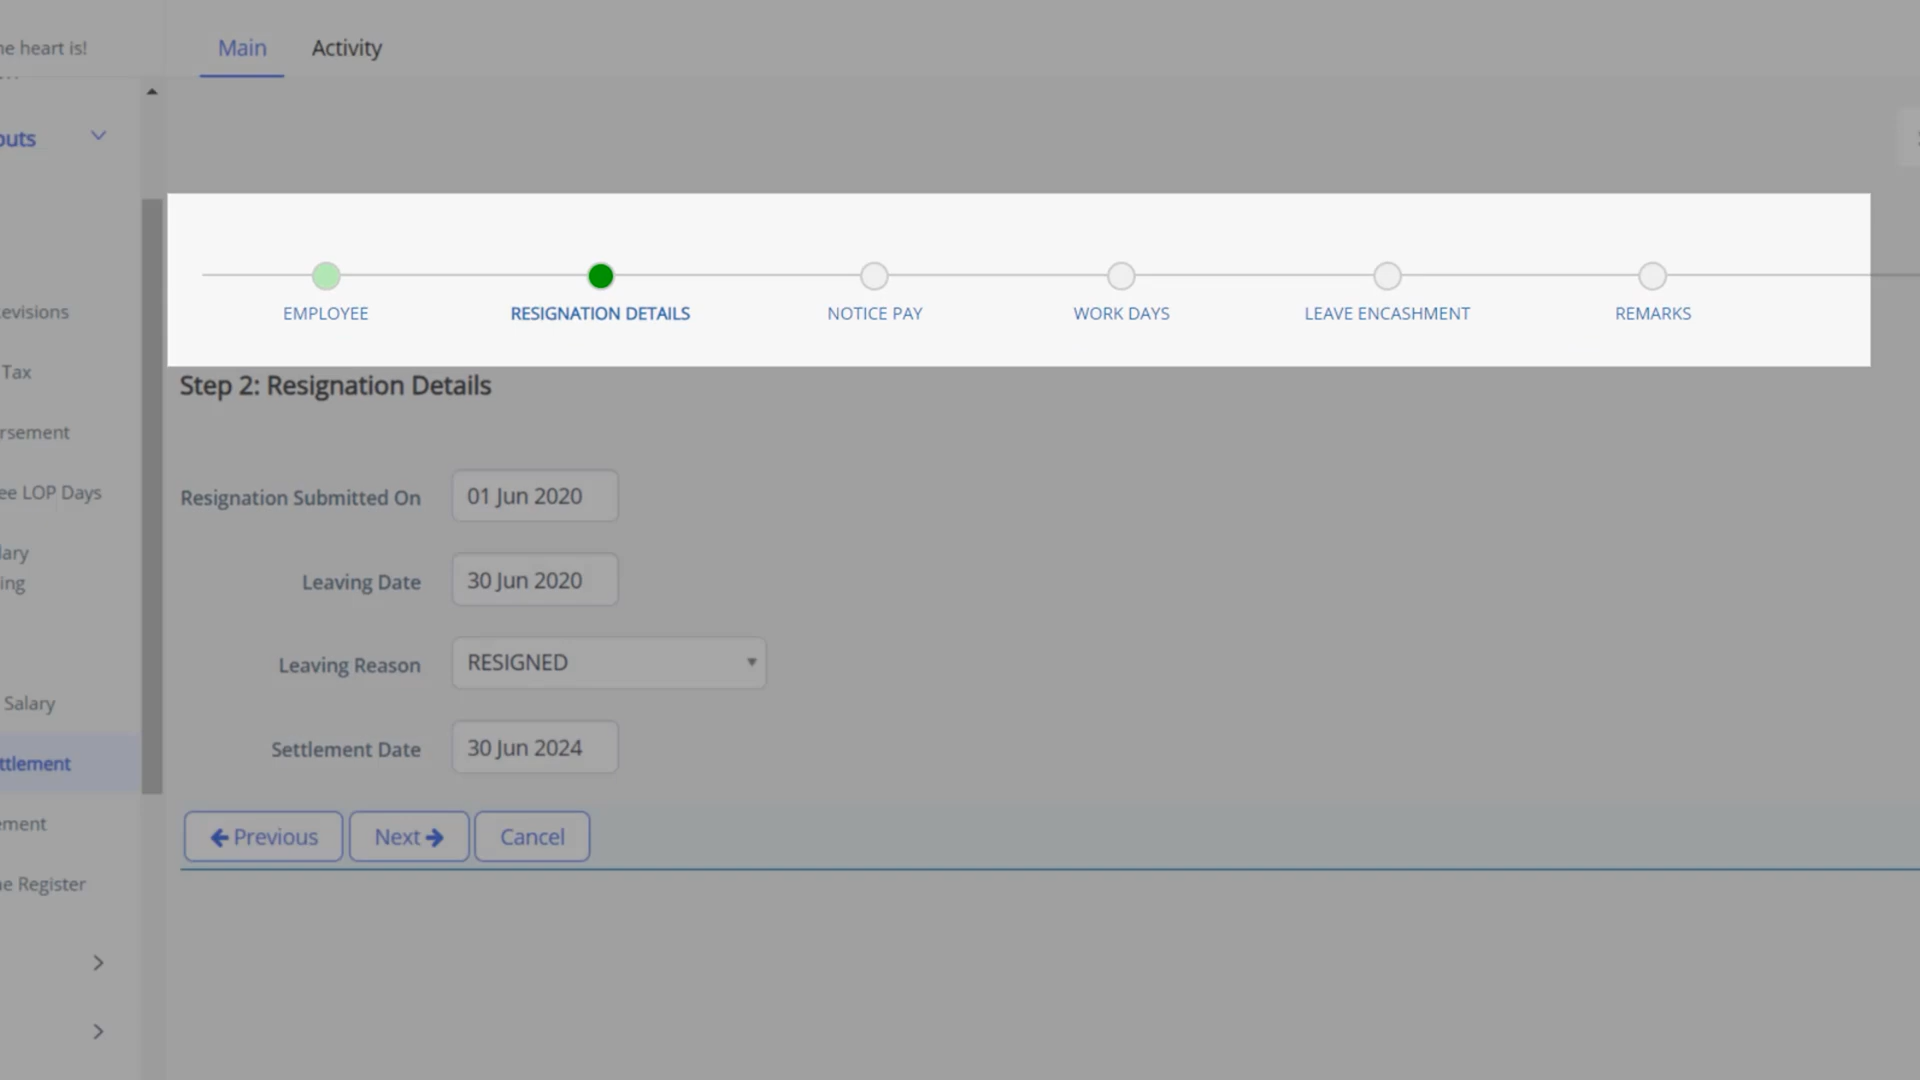 he heart is!
Main
Activity
outs
EMPLOYEE
RESIGNATION DETAILS
NOTICE PAY
WORK DAYS
LEAVE ENCASHMENT
REMARKS
Step 2: Resignation Details
evisions
Tax
rsement
ee LOP Days
lary
ing
Salary
ttlement
ement
e Register
Resignation Submitted On
01 Jun 2020
Leaving Date
30 Jun 2020
Leaving Reason
RESIGNED
Settlement Date
30 Jun 2024
Previous
Next
Cancel